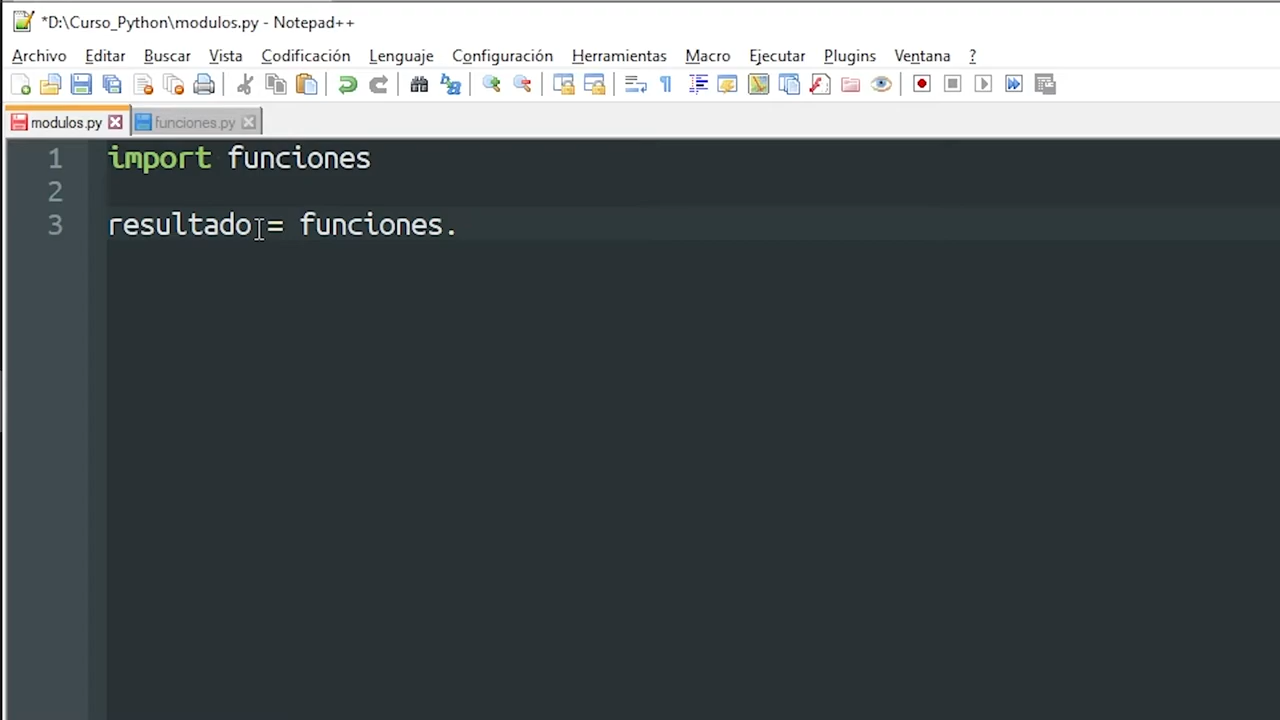 *D:\Curso_Python\modulos.py - Notepad++
Archivo Editar Buscar Vista Codificación Lenguaje Configuración Herramientas Macro Ejecutar Plugins Ventana ?
modulos.py funciones.py
1 import funciones
2
3 resultado = funciones.